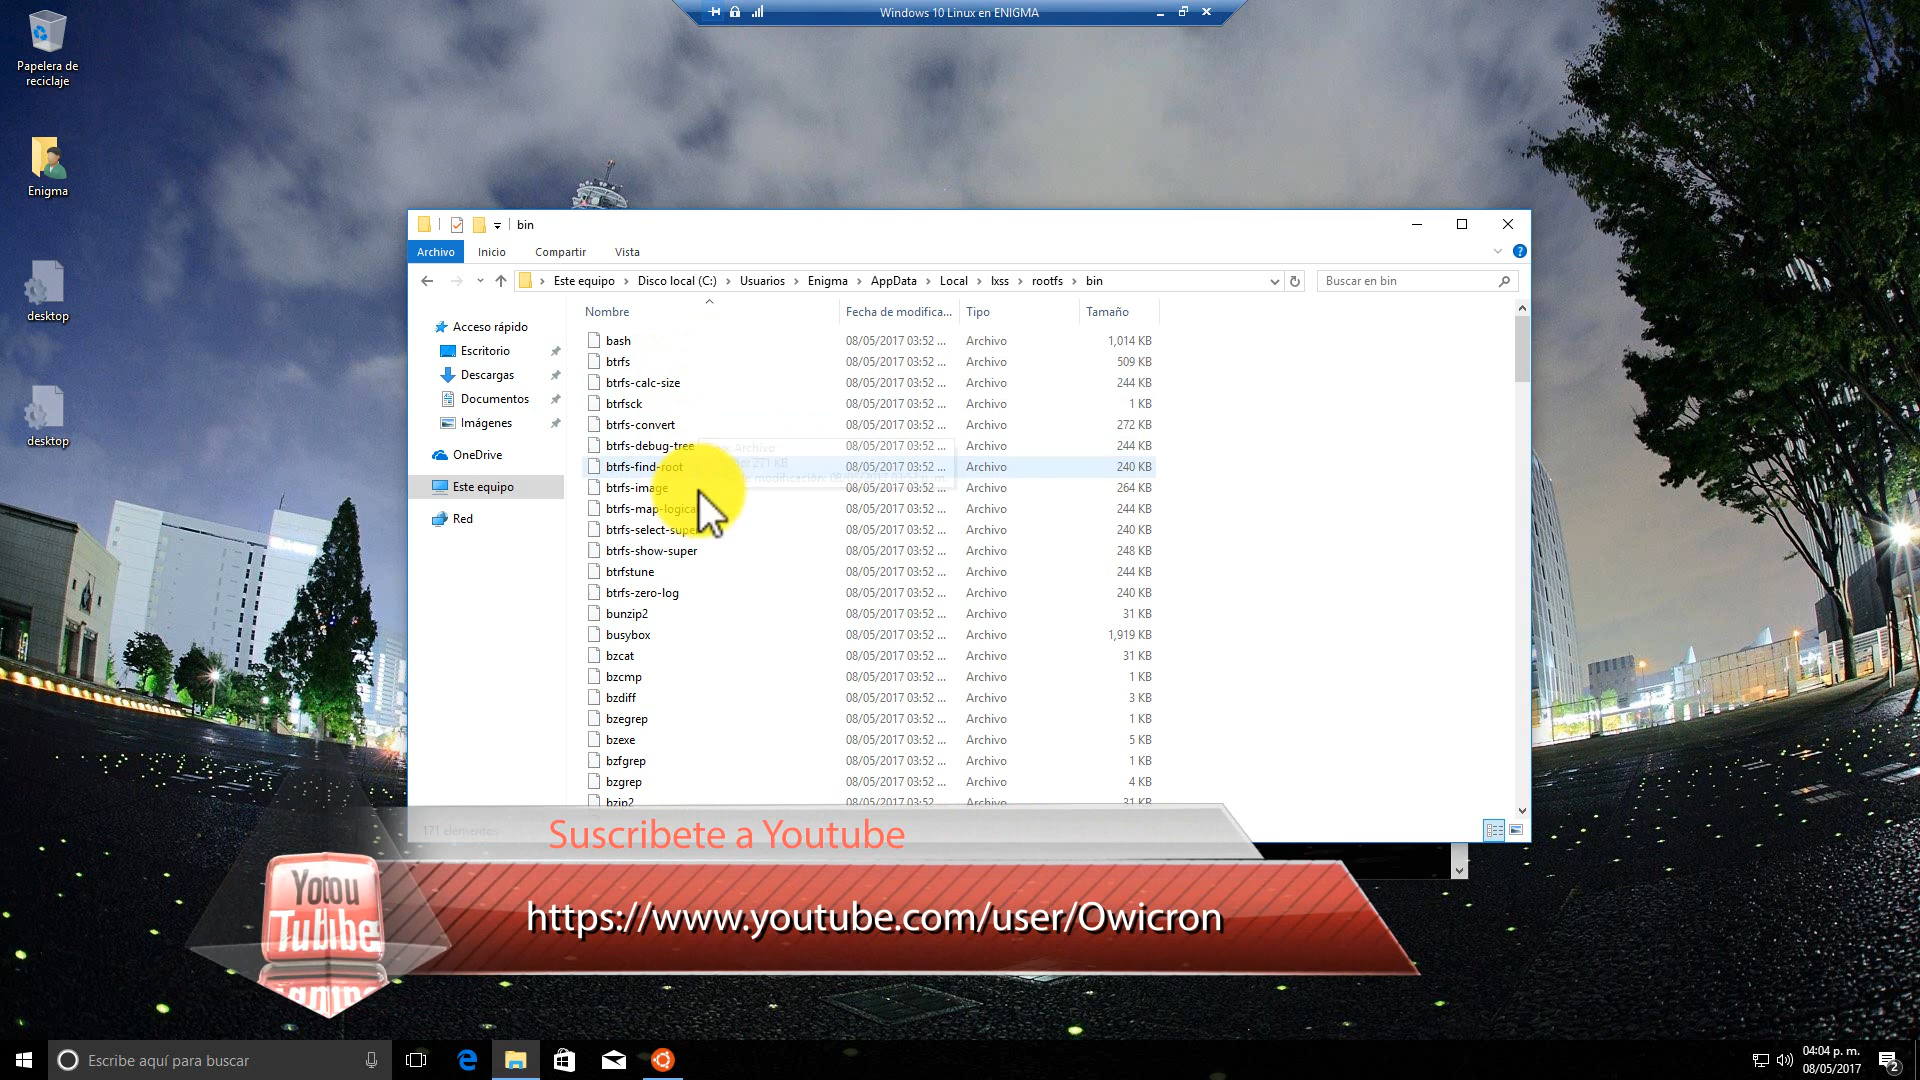 Windows 10 Linux en ENIGMA
Papelera de
reciclaje
Enigma
desktop
desktop
bin
Archivo Inicio Compartir Vista
Este equipo Disco local (C:) Usuarios Enigma AppData Local lxss rootfs bin
Buscar en bin
Acceso rápido
Escritorio
Descargas
Documentos
Imágenes
OneDrive
Este equipo
Red
Nombre Fecha de modifica... Tipo Tamaño
bash 08/05/2017 03:52 ... Archivo 1,014 KB
btrfs 08/05/2017 03:52 ... Archivo 509 KB
btrfs-calc-size 08/05/2017 03:52 ... Archivo 244 KB
btrfsck 08/05/2017 03:52 ... Archivo 1 KB
btrfs-convert 08/05/2017 03:52 ... Archivo 272 KB
btrfs-debug-tree 08/05/2017 03:52 ... Archivo 244 KB
btrfs-find-root 08/05/2017 03:52 ... Archivo 240 KB
btrfs-image 08/05/2017 03:52 ... Archivo 264 KB
btrfs-map-logica 08/05/2017 03:52 ... Archivo 244 KB
btrfs-select-super 08/05/2017 03:52 ... Archivo 240 KB
btrfs-show-super 08/05/2017 03:52 ... Archivo 248 KB
btrfstune 08/05/2017 03:52 ... Archivo 244 KB
btrfs-zero-log 08/05/2017 03:52 ... Archivo 240 KB
bunzip2 08/05/2017 03:52 ... Archivo 31 KB
busybox 08/05/2017 03:52 ... Archivo 1,919 KB
bzcat 08/05/2017 03:52 ... Archivo 31 KB
bzcmp 08/05/2017 03:52 ... Archivo 1 KB
bzdiff 08/05/2017 03:52 ... Archivo 3 KB
bzegrep 08/05/2017 03:52 ... Archivo 1 KB
bzexe 08/05/2017 03:52 ... Archivo 5 KB
bzfgrep 08/05/2017 03:52 ... Archivo 1 KB
bzgrep 08/05/2017 03:52 ... Archivo 4 KB
bzip2 08/05/2017 03:52 ... Archivo 31 KB
Archivo
271 KB
modificación:
171 elementos
Suscribete a Youtube
https://www.youtube.com/user/Owicron
Escribe aquí para buscar
04:04 p. m.
08/05/2017
2